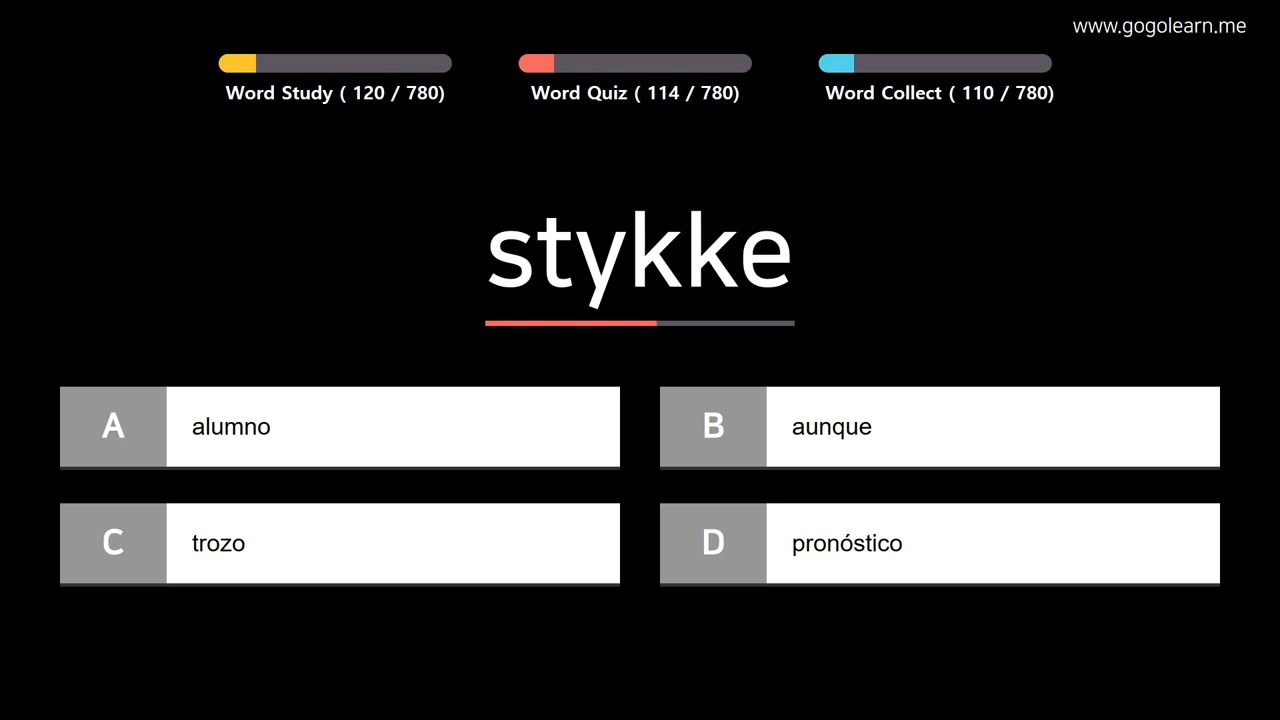 www.gogolearn.me
Word Study ( 120 / 780)
Word Quiz ( 114 / 780)
Word Collect ( 110 / 780)
stykke
A alumno
B aunque
C trozo
D pronóstico